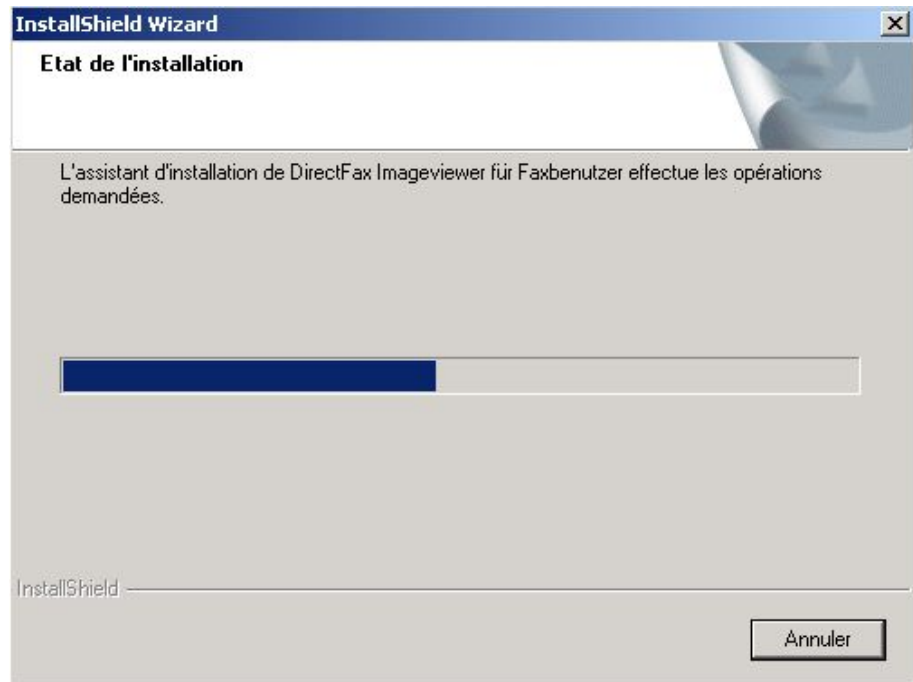 InstallShield Wizard
Etat de l'installation
L'assistant d'installation de DirectFax Imageviewer für Faxbenutzer effectue les opérations
demandées.
InstallShield
Annuler